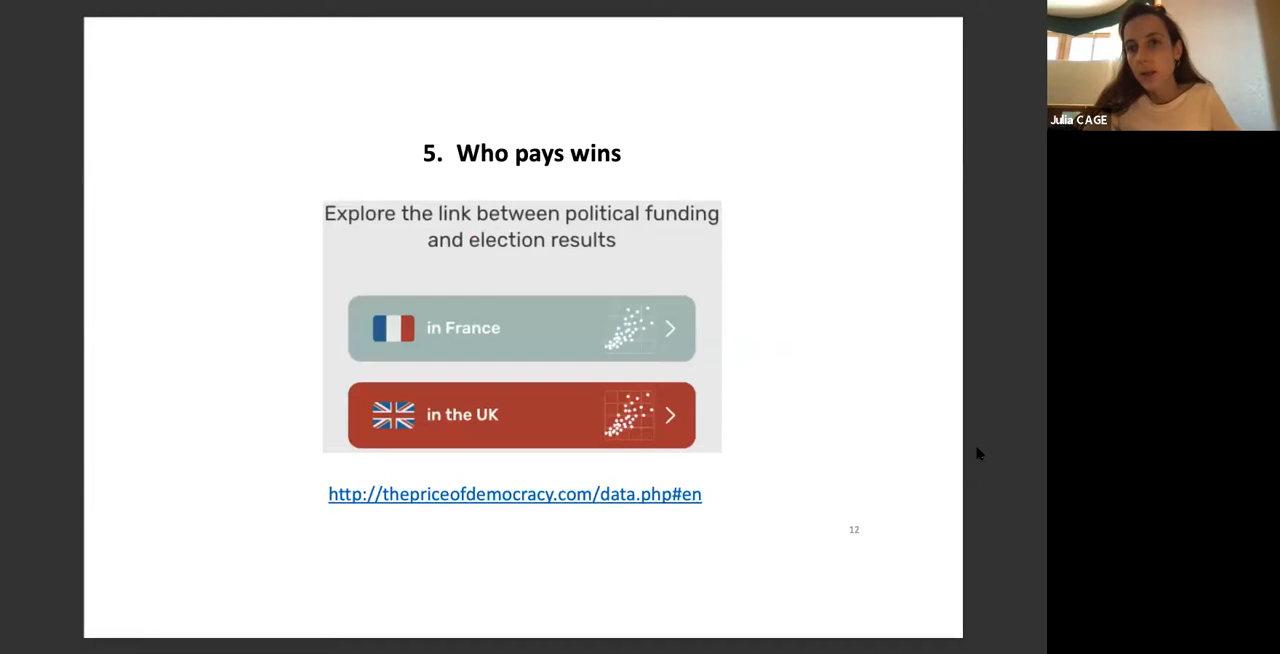 5. Who pays wins
Explore the link between political funding
and election results
in France
in the UK
http://thepriceofdemocracy.com/data.php#en
12
Julia CAGE